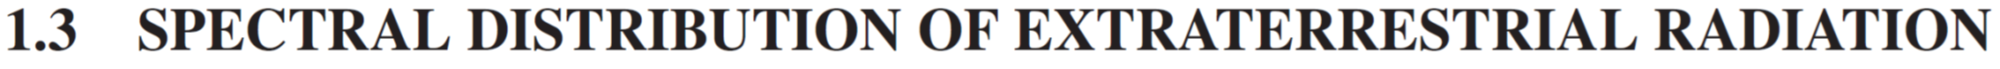 1.3 SPECTRAL DISTRIBUTION OF EXTRATERRESTRIAL RADIATION